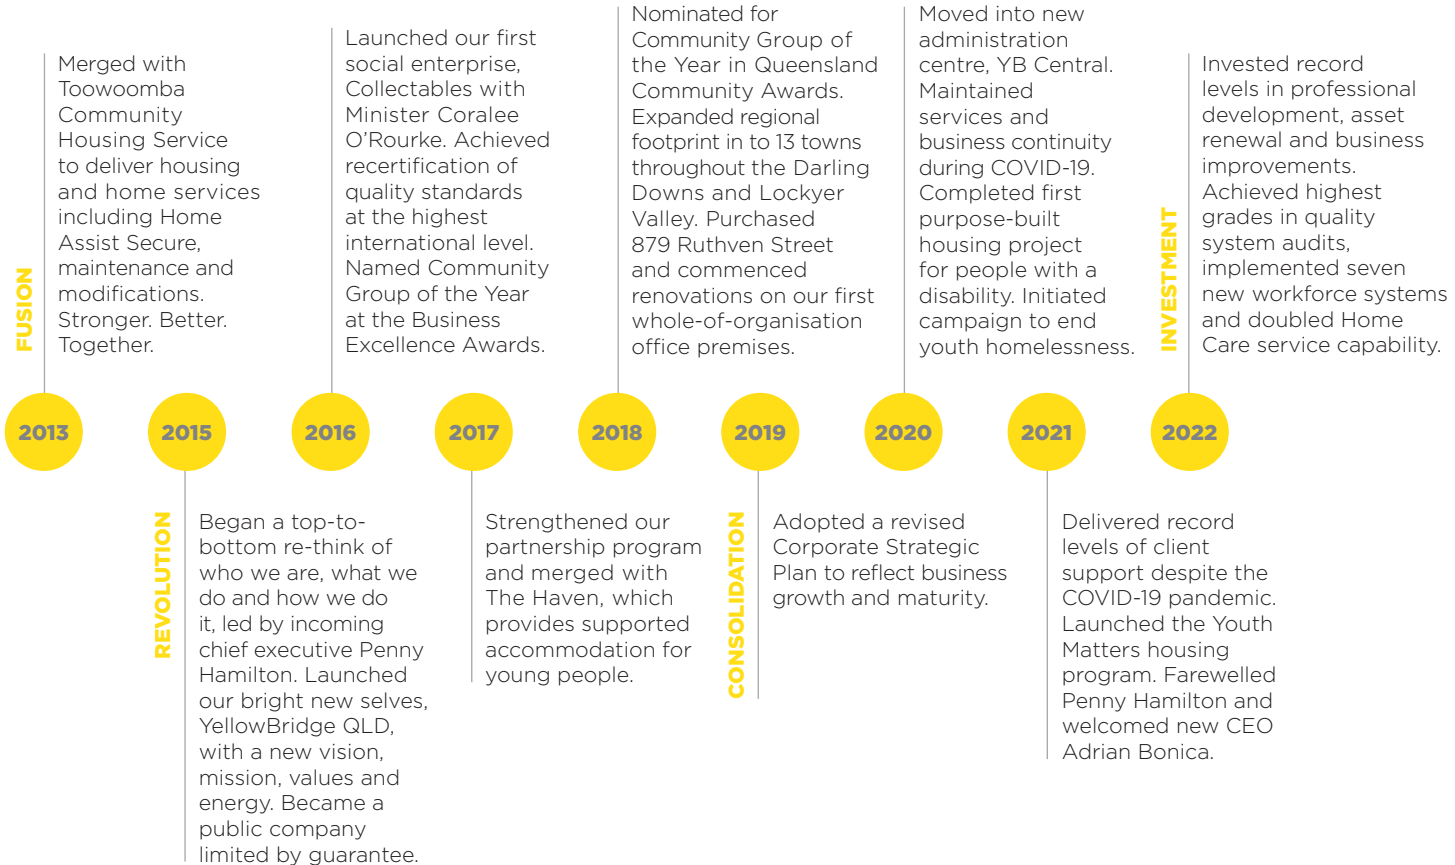 FUSION
Merged with
Toowoomba
Community
Housing Service
to deliver housing
and home services
including Home
Assist Secure,
maintenance and
modifications.
Stronger. Better.
Together.
2013
2015
REVOLUTION
Began a top-to-
bottom re-think of
who we are, what we
do and how we do
it, led by incoming
chief executive Penny
Hamilton. Launched
our bright new selves,
YellowBridge QLD,
with a new vision,
mission, values and
energy. Became a
public company
limited by guarantee.
Launched our first
social enterprise,
Collectables with
Minister Coralee
O’Rourke. Achieved
recertification of
quality standards
at the highest
international level.
Named Community
Group of the Year
at the Business
Excellence Awards.
2016
2017
Strengthened our
partnership program
and merged with
The Haven, which
provides supported
accommodation for
young people.
Nominated for
Community Group of
the Year in Queensland
Community Awards.
Expanded regional
footprint in to 13 towns
throughout the Darling
Downs and Lockyer
Valley. Purchased
879 Ruthven Street
and commenced
renovations on our first
whole-of-organisation
office premises.
2018
2019
CONSOLIDATION
Adopted a revised
Corporate Strategic
Plan to reflect business
growth and maturity.
Moved into new
administration
centre, YB Central.
Maintained
services and
business continuity
during COVID-19.
Completed first
purpose-built
housing project
for people with a
disability. Initiated
campaign to end
youth homelessness.
2020
2021
Delivered record
levels of client
support despite the
COVID-19 pandemic.
Launched the Youth
Matters housing
program. Farewelled
Penny Hamilton and
welcomed new CEO
Adrian Bonica.
INVESTMENT
Invested record
levels in professional
development, asset
renewal and business
improvements.
Achieved highest
grades in quality
system audits,
implemented seven
new workforce systems
and doubled Home
Care service capability.
2022